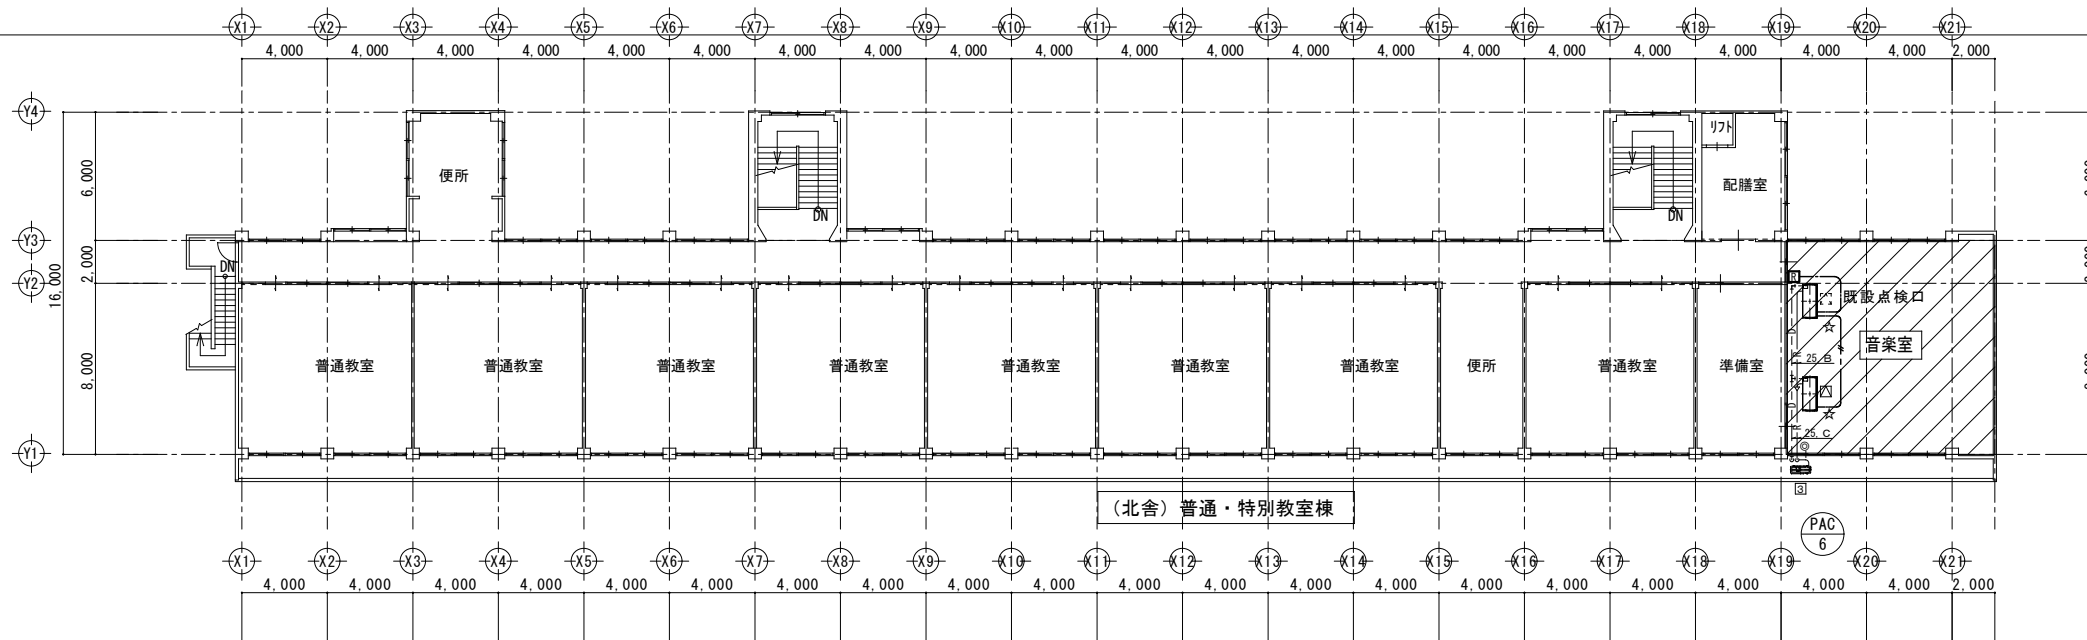 X1 X2 X3 X4 X5 X6 X7 X8 X9 X10 X11 X12 X13 X14 X15 X16 X17 X18 X19 X20 X21
4,000 4,000 4,000 4,000 4,000 4,000 4,000 4,000 4,000 4,000 4,000 4,000 4,000 4,000 4,000 4,000 4,000 4,000 4,000 4,000 2,000
Y4
リフト
6,000
便所
配膳室
DN
DN
Y3
DN
2,000
16,000
Y2
R
既設点検口
音楽室
25, B
8,000
普通教室 普通教室 普通教室 普通教室 普通教室 普通教室 普通教室 便所 普通教室 準備室
25, C
Y1
3
(北舎) 普通・特別教室棟
PAC
6
X1 X2 X3 X4 X5 X6 X7 X8 X9 X10 X11 X12 X13 X14 X15 X16 X17 X18 X19 X20 X21
4,000 4,000 4,000 4,000 4,000 4,000 4,000 4,000 4,000 4,000 4,000 4,000 4,000 4,000 4,000 4,000 4,000 4,000 4,000 4,000 2,000